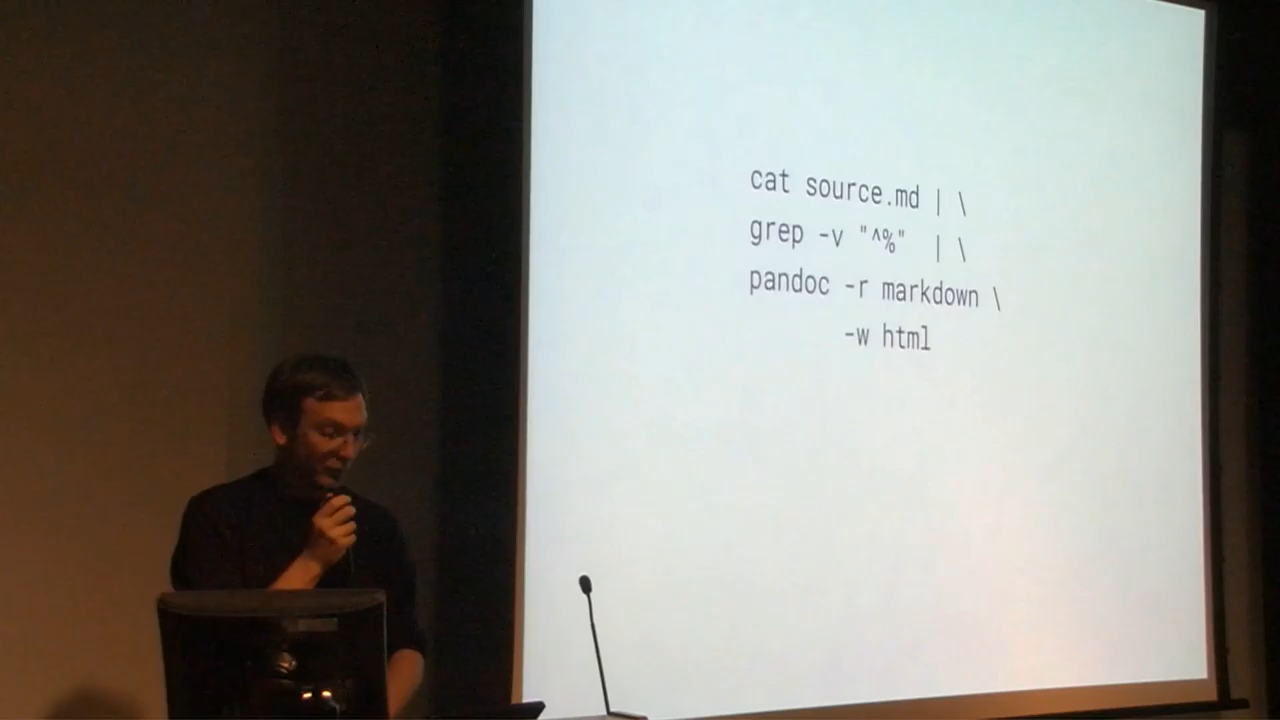 cat source.md | \
grep -v "^%" | \
pandoc -r markdown \
-w html